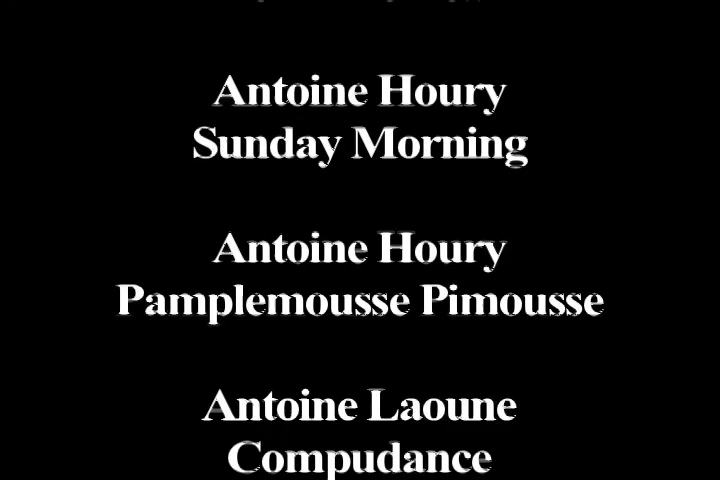 Antoine Houry
Sunday Morning
Antoine Houry
Pamplemousse Pimousse
Antoine Laoune
Compudance